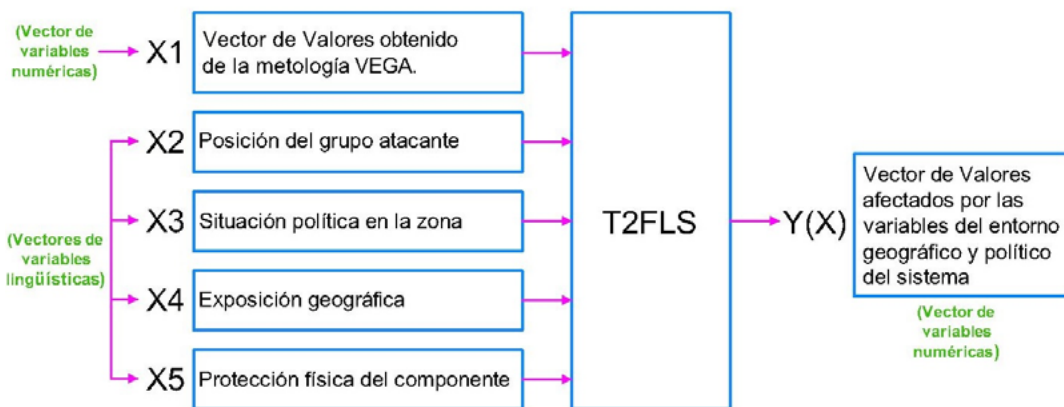 (Vector de
variables
numéricas)
X1
Vector de Valores obtenido
de la metología VEGA.
X2
Posición del grupo atacante
X3
Situación política en la zona
(Vectores de
variables
lingüísticas)
X4
Exposición geográfica
X5
Protección física del componente
T2FLS
Y(X)
Vector de Valores
afectados por las
variables del entorno
geográfico y político
del sistema
(Vector de
variables
numéricas)